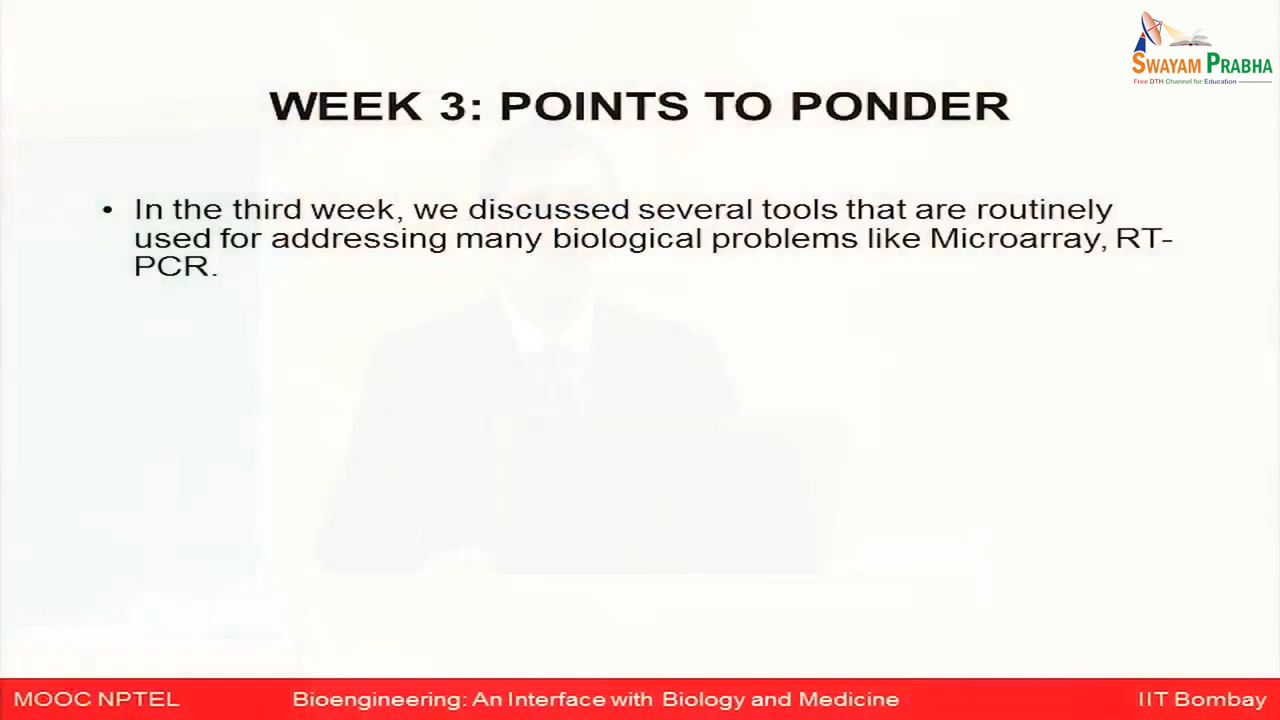 SWAYAM PRABHA
Free DTH Channel for Education
WEEK 3: POINTS TO PONDER
• In the third week, we discussed several tools that are routinely
used for addressing many biological problems like Microarray, RT-
PCR.
MOOC NPTEL
Bioengineering: An Interface with Biology and Medicine
IIT Bombay